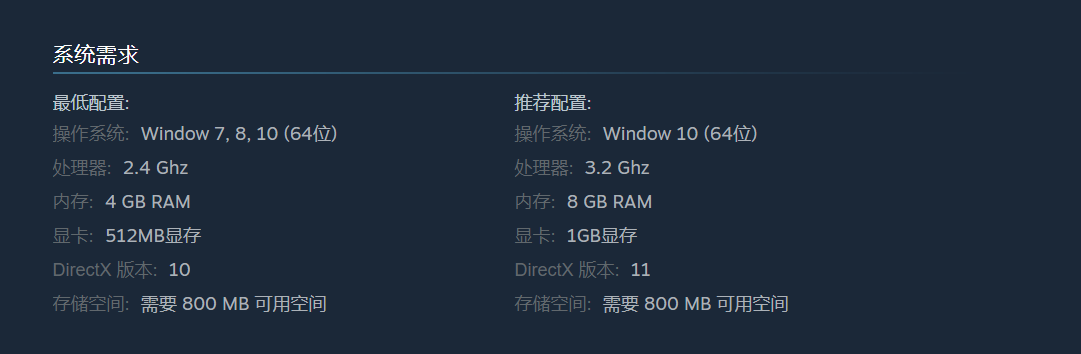 系统需求
最低配置:
操作系统: Window 7, 8, 10 (64位)
处理器: 2.4 Ghz
内存: 4 GB RAM
显卡: 512MB显存
DirectX 版本: 10
存储空间: 需要 800 MB 可用空间
推荐配置:
操作系统: Window 10 (64位)
处理器: 3.2 Ghz
内存: 8 GB RAM
显卡: 1GB显存
DirectX 版本: 11
存储空间: 需要 800 MB 可用空间